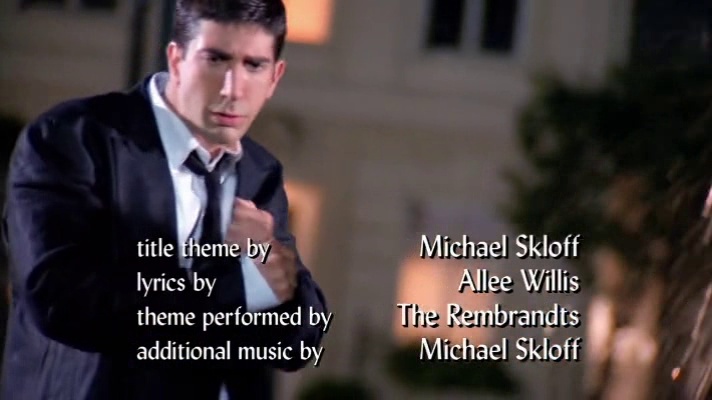 title theme by Michael Skloff
lyrics by Allee Willis
theme performed by The Rembrandts
additional music by Michael Skloff